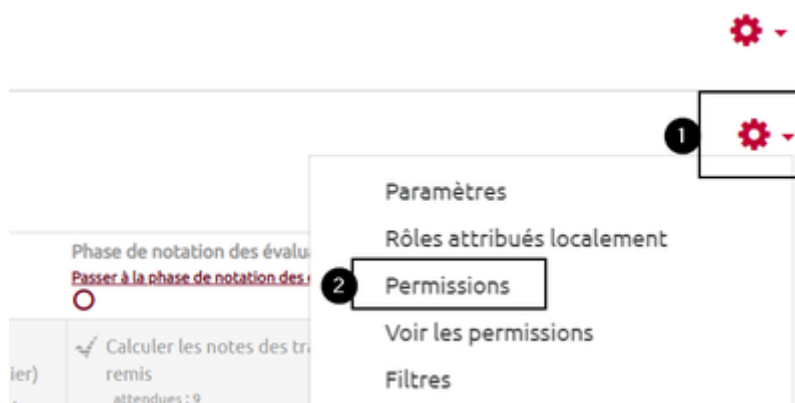 1
Paramètres
Rôles attribués localement
Phase de notation des évalu
Passer à la phase de notation des
2 Permissions
Voir les permissions
Calculer les notes des tra
ier) remis
Filtres
attendues : 9